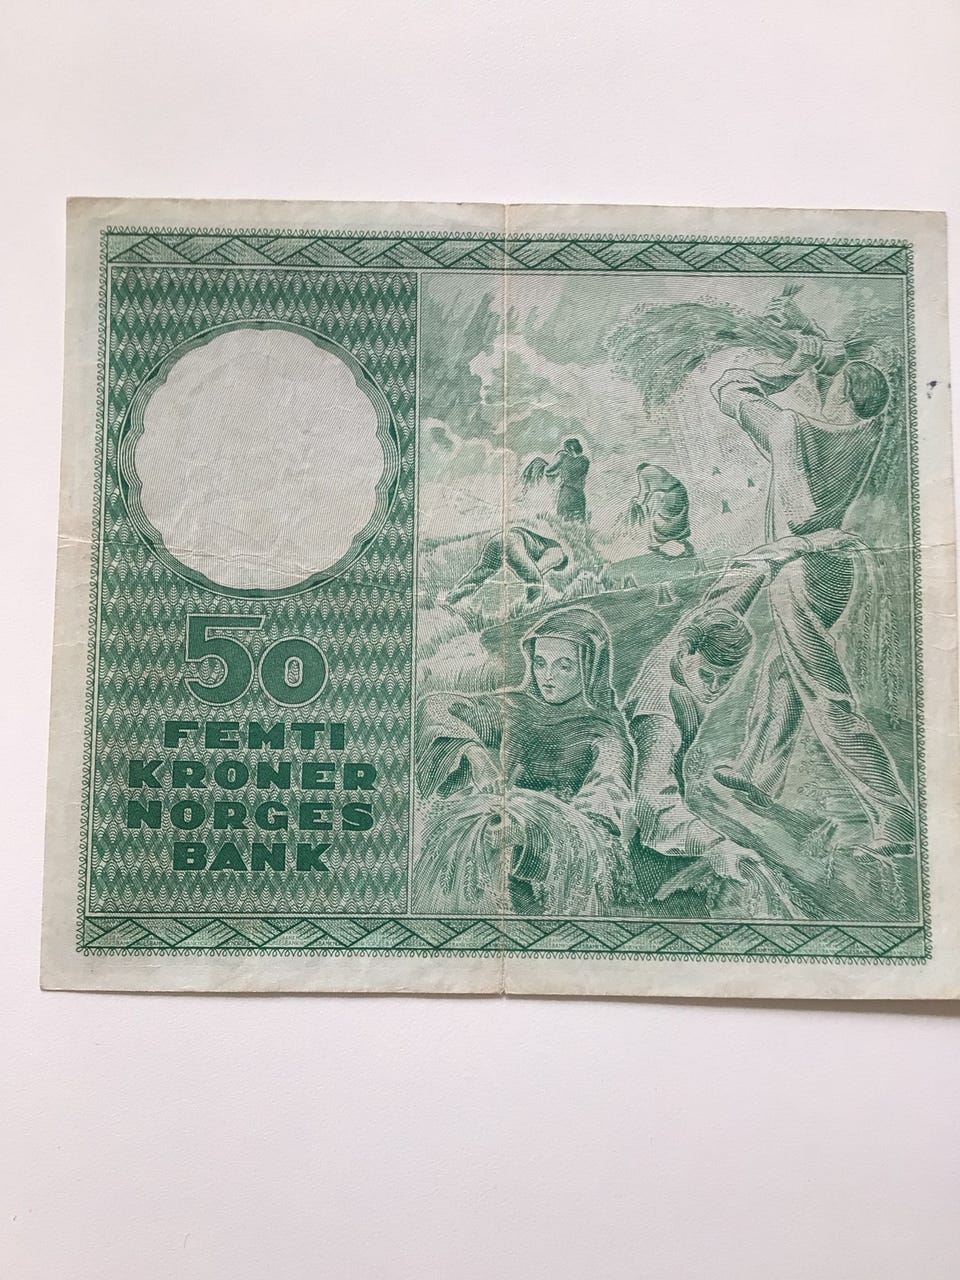 50
FEMTI
KRONER
NORGES
BANK